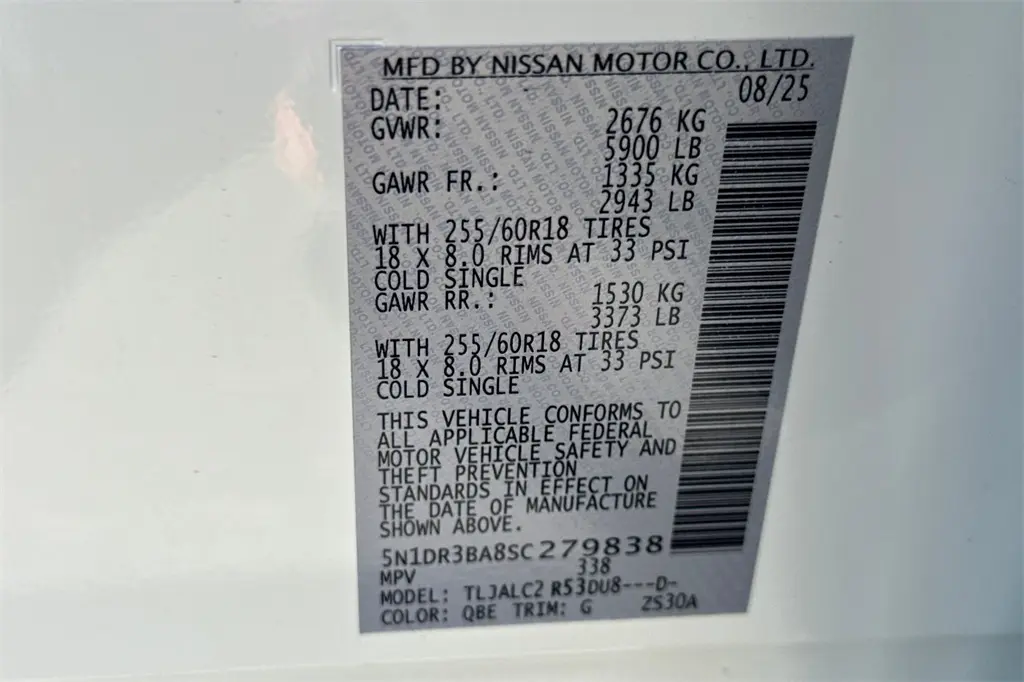 MFD BY NISSAN MOTOR CO., LTD.
DATE: 08/25
GVWR: 2676 KG
5900 LB
GAWR FR.: 1335 KG
2943 LB
WITH 255/60R18 TIRES
18 X 8.0 RIMS AT 33 PSI
COLD SINGLE
GAWR RR.: 1530 KG
3373 LB
WITH 255/60R18 TIRES
18 X 8.0 RIMS AT 33 PSI
COLD SINGLE
THIS VEHICLE CONFORMS TO
ALL APPLICABLE FEDERAL
MOTOR VEHICLE SAFETY AND
THEFT PREVENTION
STANDARDS IN EFFECT ON
THE DATE OF MANUFACTURE
SHOWN ABOVE.
5N1DR3BA8SC279838
MPV 338
MODEL: TLJALC2 R53DU8---D-
COLOR: QBE TRIM: G ZS30A